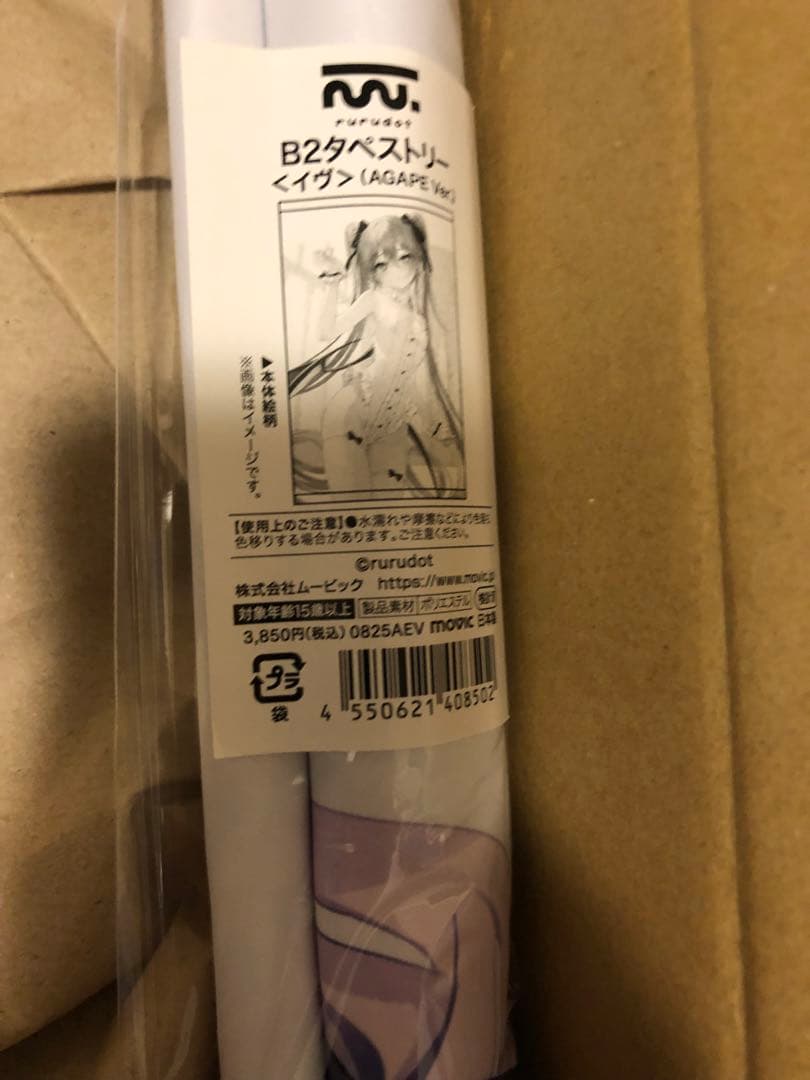 rurudot
B2タペストリー
＜イヴ＞（AGAPE Ver.）
▶本体絵柄
※画像はイメージです。
【使用上のご注意】●水濡れや摩擦などにより
色移りする場合があります。ご注意ください。
©rurudot
株式会社ムービック https://www.movic.j
対象年齢15歳以上 製品素材 ポリエステル
3,850円(税込) 0825AEV movic 日本
プラ
袋
4 550621 408502